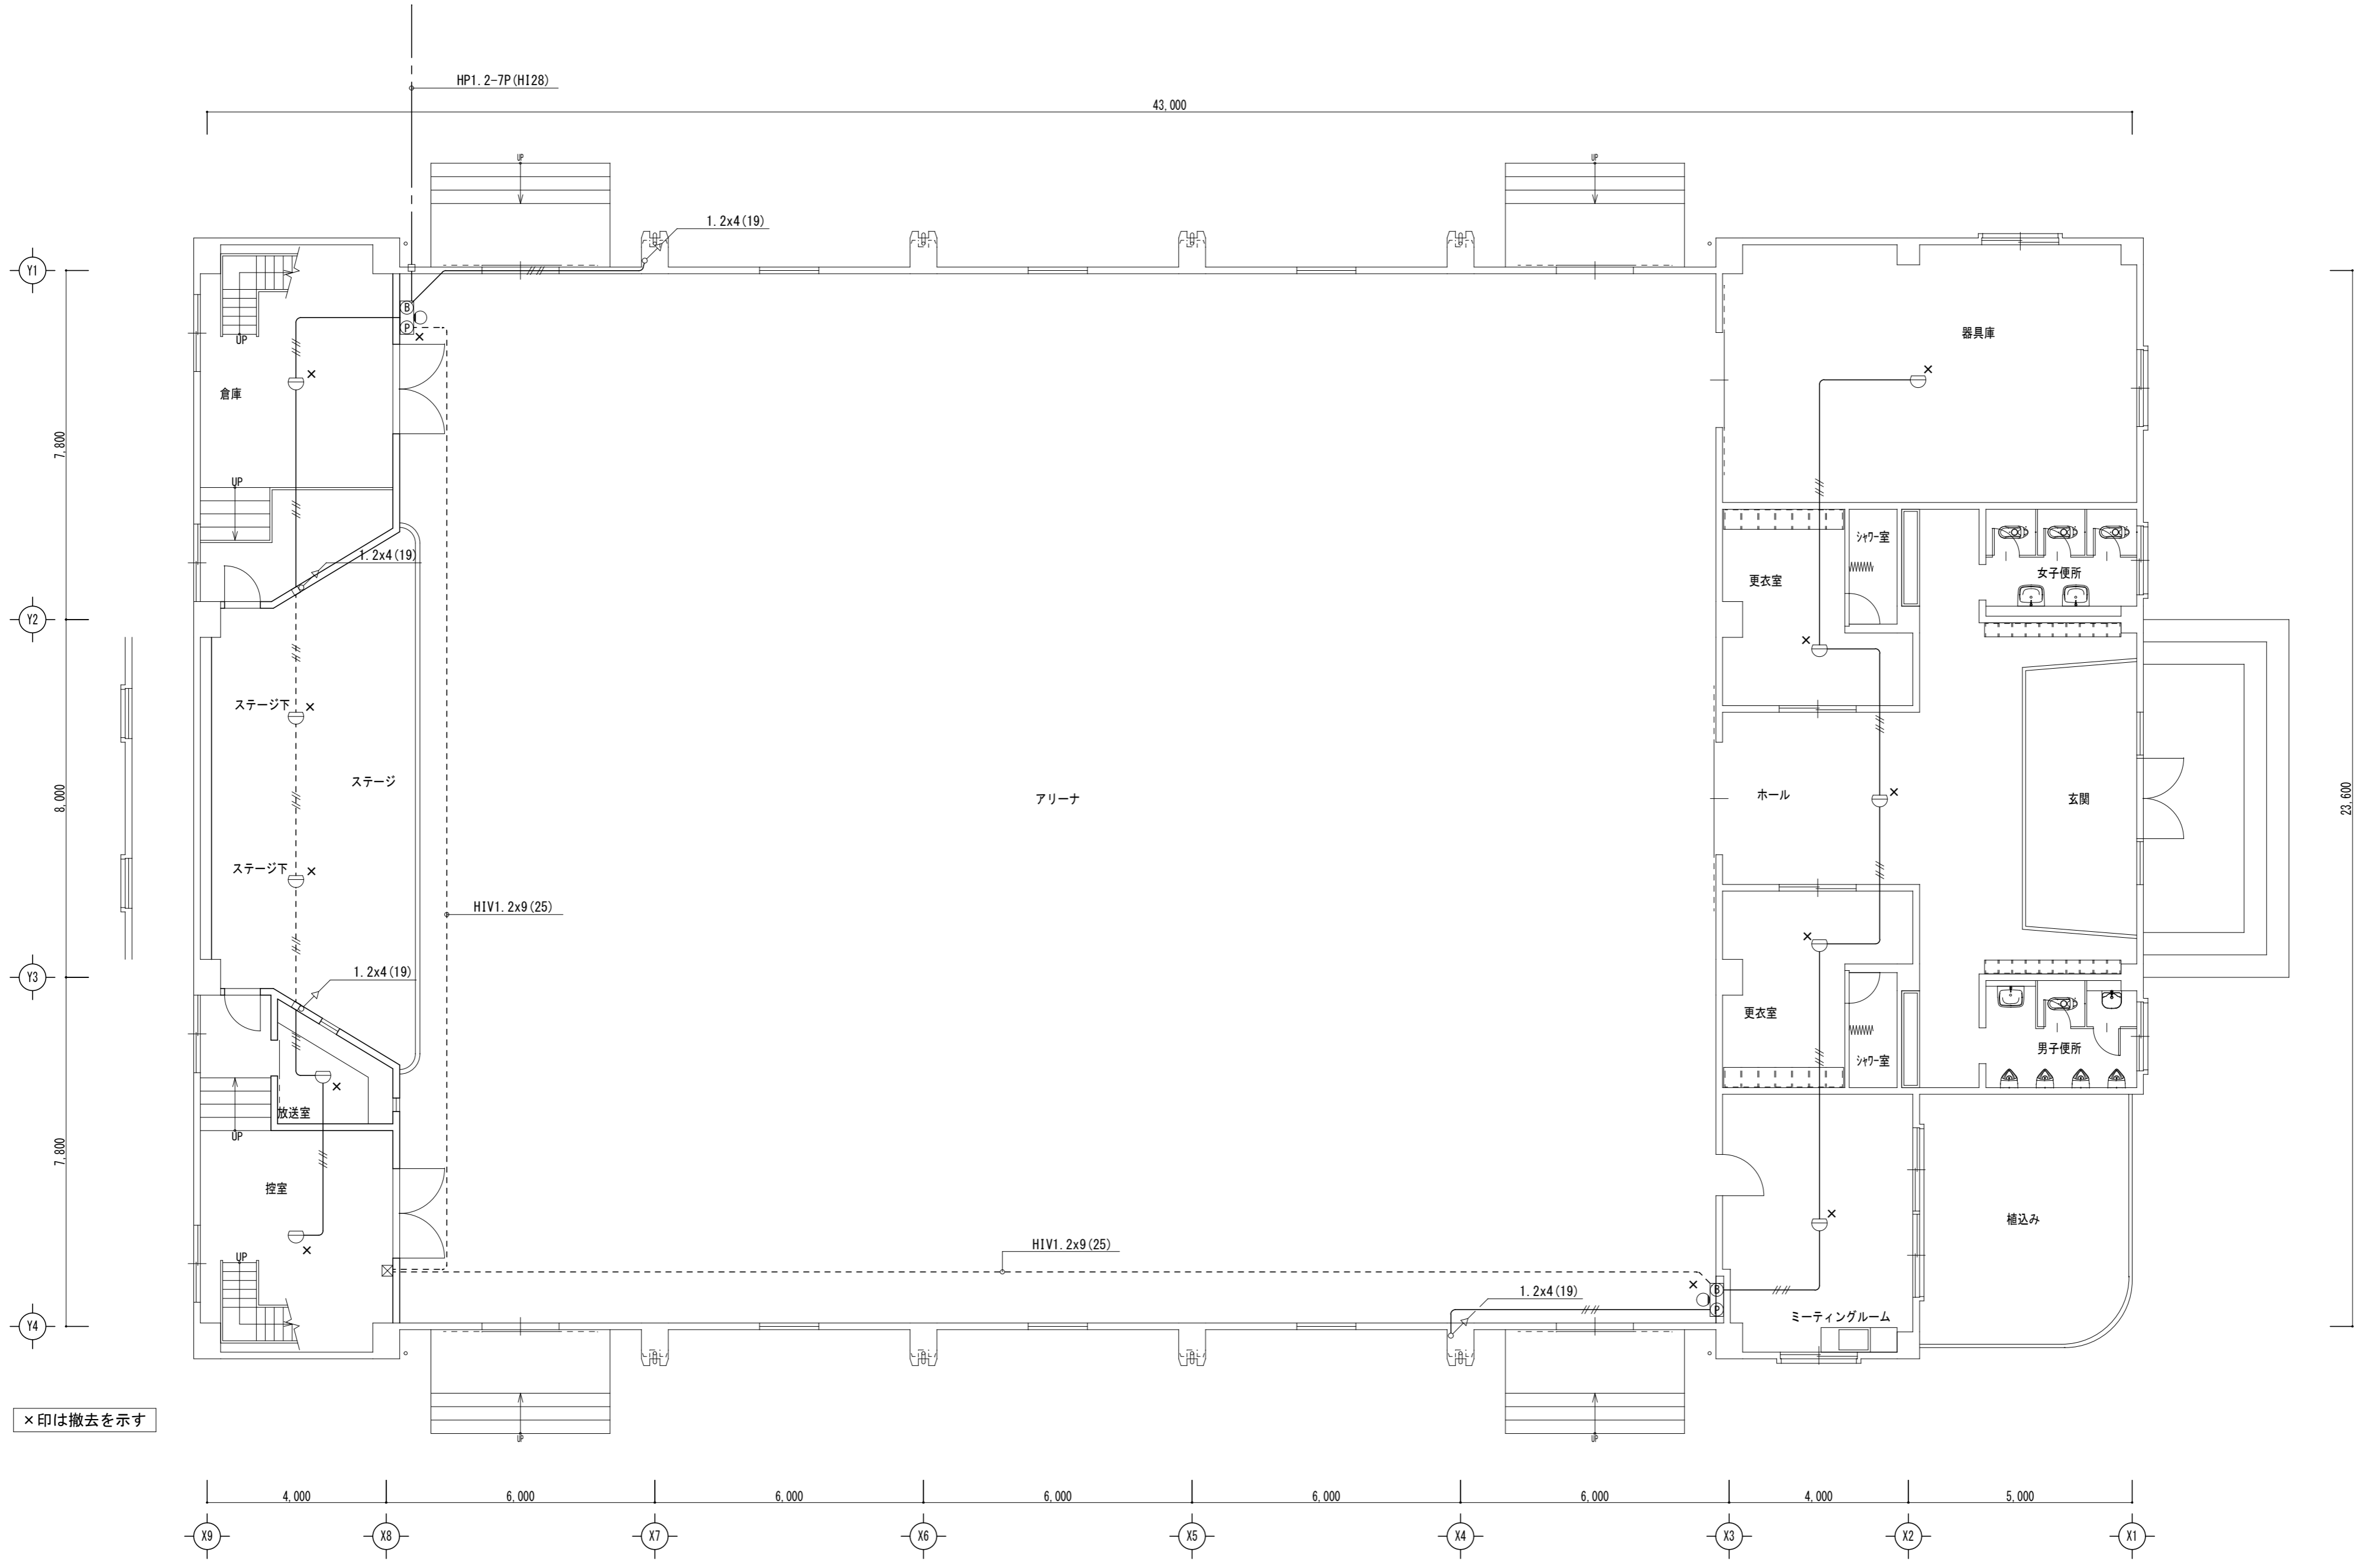 HP1.2-7P(HI28)
43,000
UP
UP
1.2x4(19)
Y1
B
P
UP
倉庫
器具庫
7,800
UP
1.2x4(19)
シャワー室
更衣室
女子便所
Y2
ステージ下
ステージ
8,000
アリーナ
ホール
玄関
23,600
ステージ下
HIV1.2x9(25)
Y3
1.2x4(19)
更衣室
シャワー室
男子便所
放送室
UP
7,800
控室
植込み
HIV1.2x9(25)
UP
1.2x4(19)
B
P
Y4
ミーティングルーム
×印は撤去を示す
UP
UP
4,000
6,000
6,000
6,000
6,000
6,000
4,000
5,000
X9
X8
X7
X6
X5
X4
X3
X2
X1